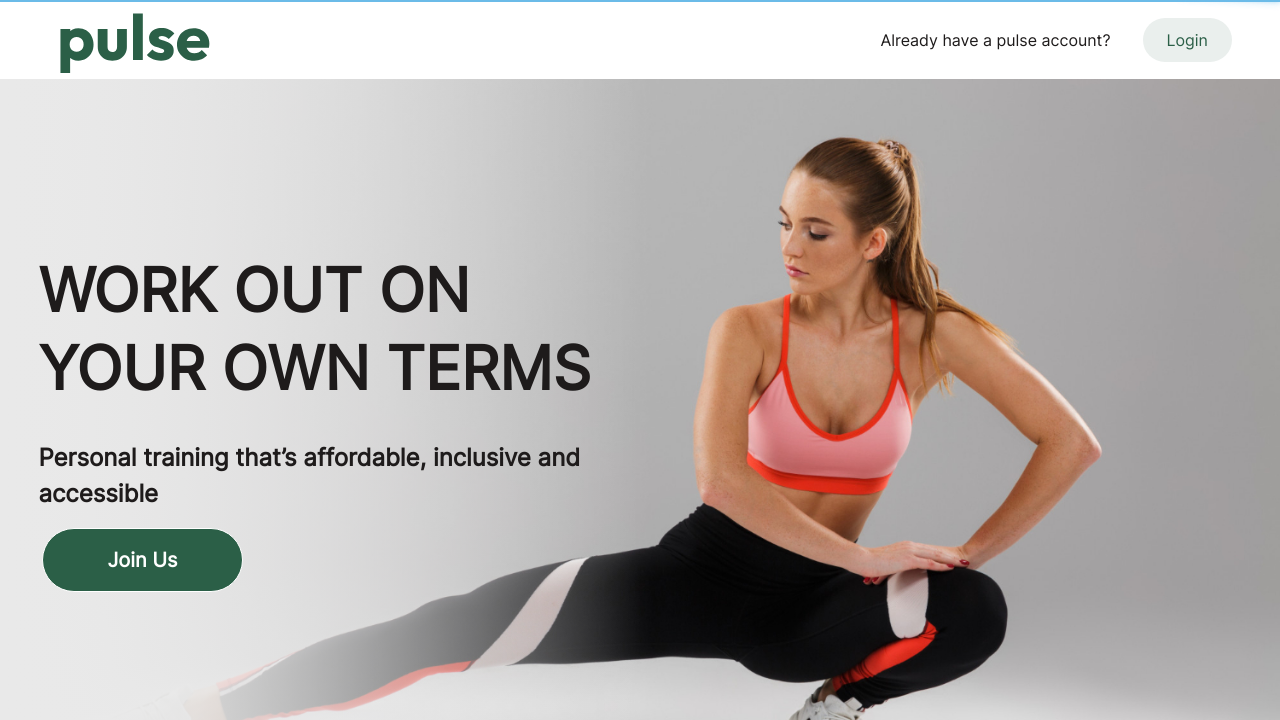 pulse
Already have a pulse account?
Login
WORK OUT ON
YOUR OWN TERMS
Personal training that’s affordable, inclusive and
accessible
Join Us